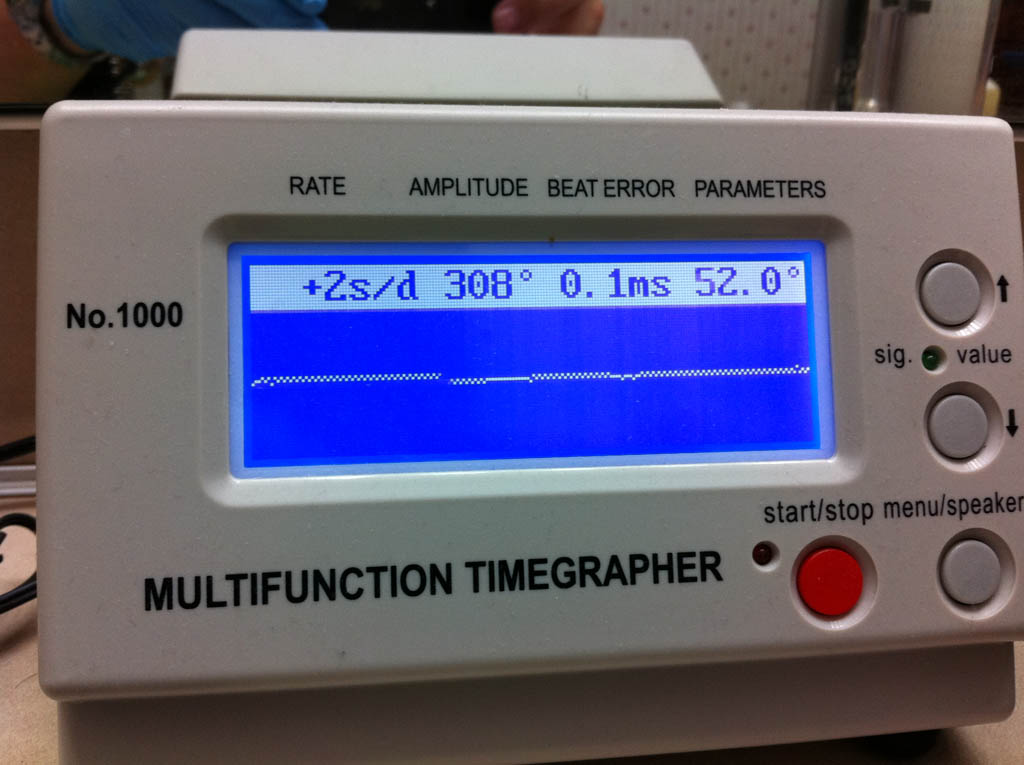 RATE AMPLITUDE BEAT ERROR PARAMETERS
+2s/d 308° 0.1ms 52.0°
No.1000
sig. value
start/stop menu/speaker
MULTIFUNCTION TIMEGRAPHER